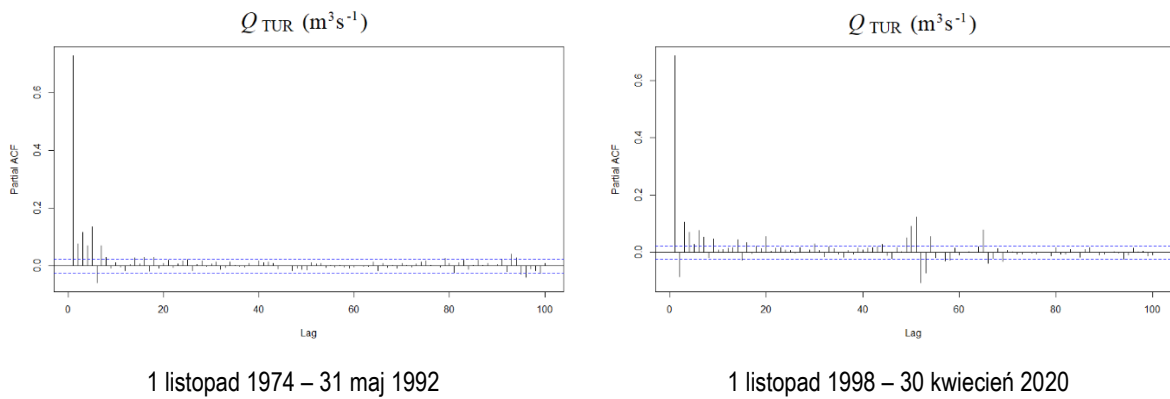 Q TUR (m³s⁻¹)
Partial ACF
0.6
0.4
0.2
0.0
0 20 40 60 80 100
Lag
1 listopad 1974 – 31 maj 1992
Q TUR (m³s⁻¹)
Partial ACF
0.6
0.4
0.2
0.0
0 20 40 60 80 100
Lag
1 listopad 1998 – 30 kwiecień 2020